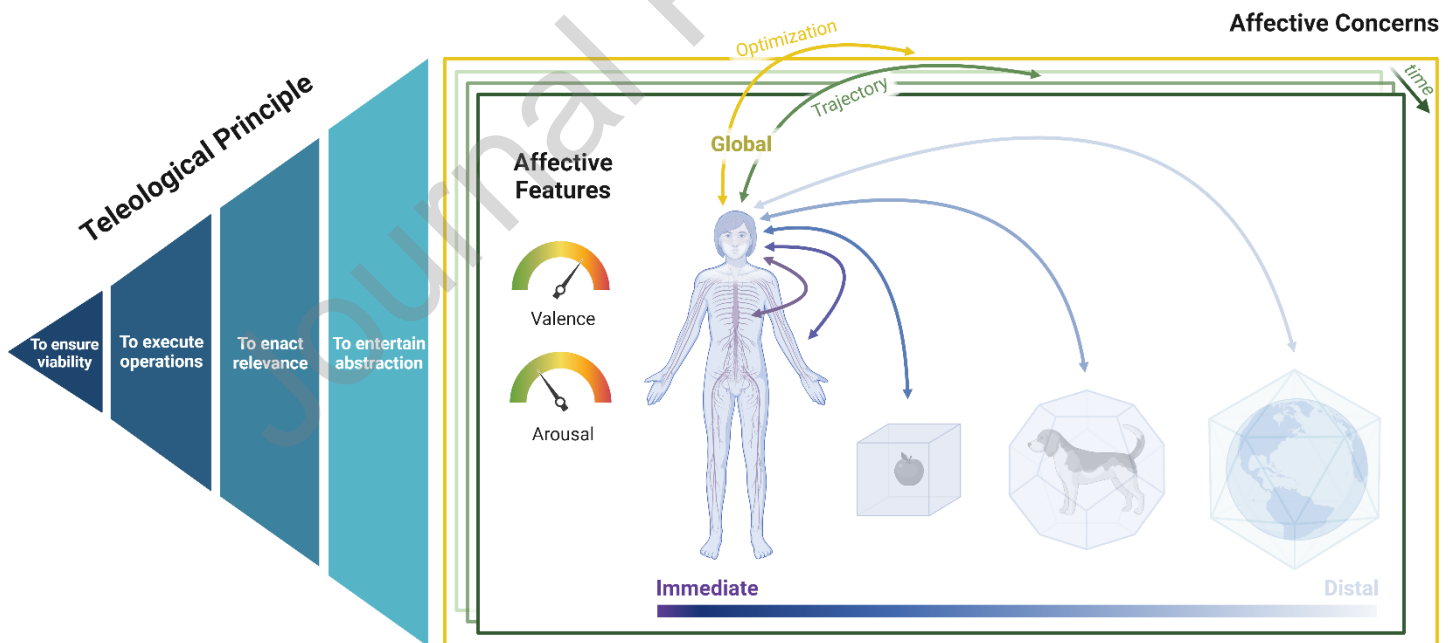 Affective Concerns
Teleological Principle
To ensure
viability
To execute
operations
To enact
relevance
To entertain
abstraction
Optimization
Trajectory
time
Global
Affective
Features
Valence
Arousal
Immediate
Distal
Journal